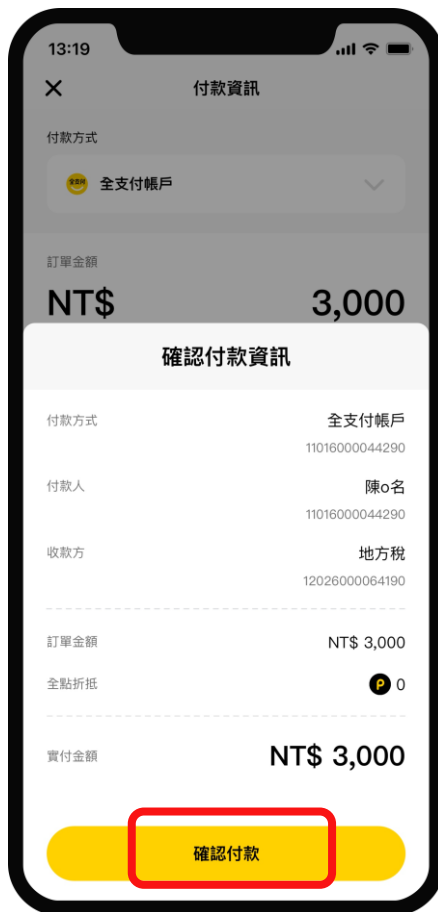 13:19
付款資訊
付款方式
全支付
全支付帳戶
訂單金額
NT$ 3,000
確認付款資訊
付款方式 全支付帳戶
11016000044290
付款人 陳o名
11016000044290
收款方 地方稅
12026000064190
訂單金額 NT$ 3,000
全點折抵 P 0
實付金額 NT$ 3,000
確認付款